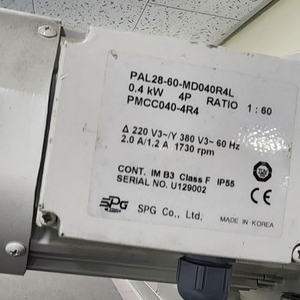 PAL28-60-MD040R4L
0.4 kW 4P RATIO 1 : 60
PMCC040-4R4
Δ 220 V3~/Y 380 V3~ 60 Hz
2.0 A/1.2 A 1730 rpm
CONT. IM B3 Class F IP55
SERIAL NO. U129002
CE
SPG SPG Co., Ltd.
MADE IN KOREA